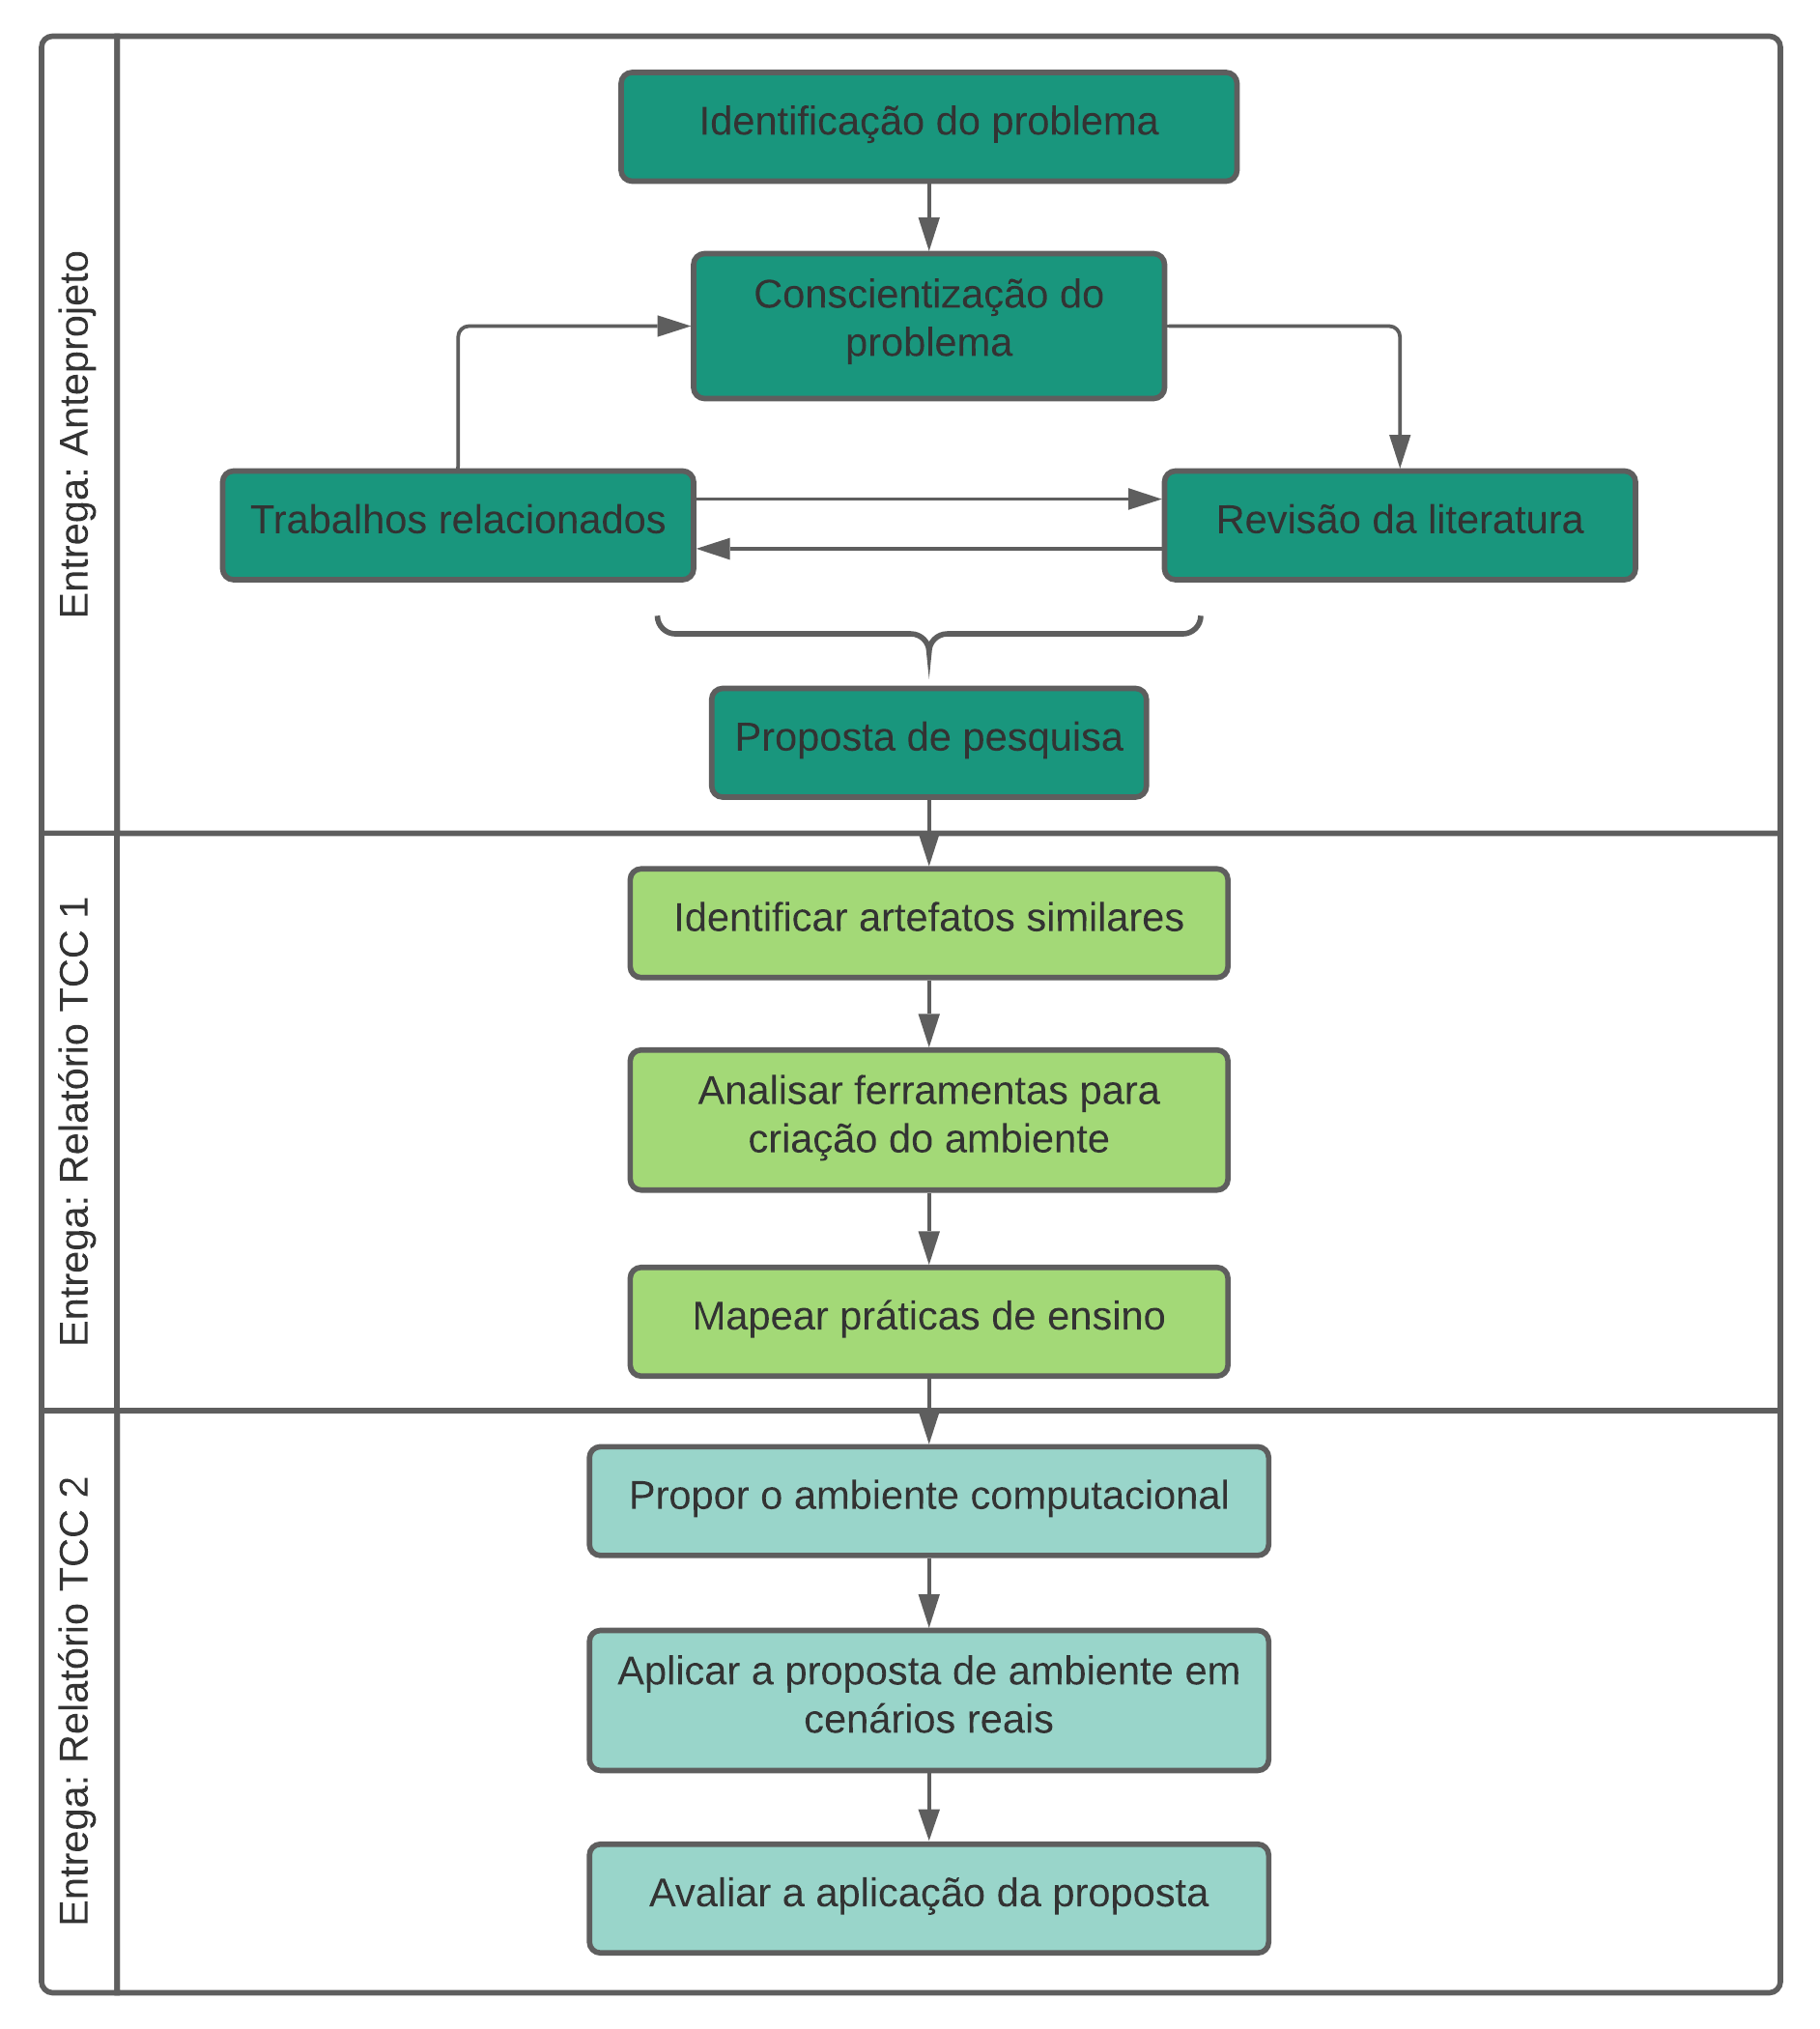 Entrega: Anteprojeto
Identificação do problema
Conscientização do
problema
Trabalhos relacionados
Revisão da literatura
Proposta de pesquisa
Entrega: Relatório TCC 1
Identificar artefatos similares
Analisar ferramentas para
criação do ambiente
Mapear práticas de ensino
Entrega: Relatório TCC 2
Propor o ambiente computacional
Aplicar a proposta de ambiente em
cenários reais
Avaliar a aplicação da proposta